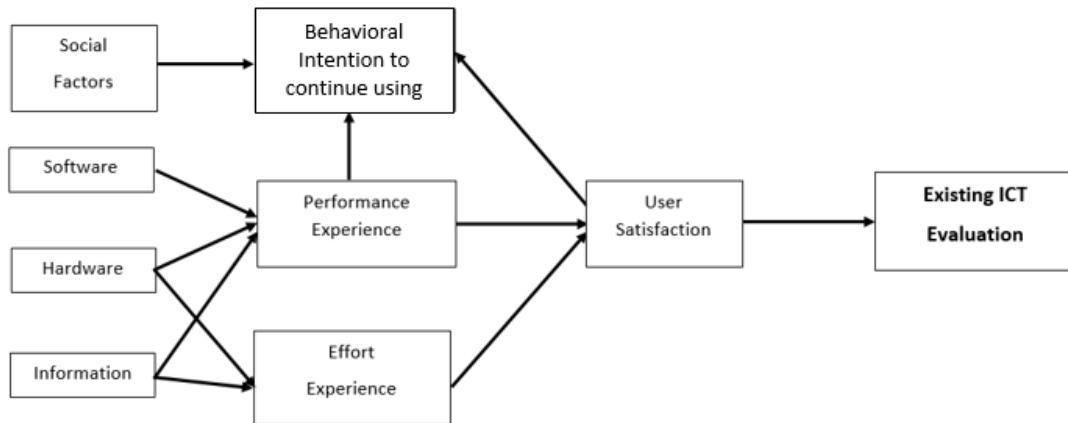 Social
Factors
Behavioral
Intention to
continue using
Software
Performance
Experience
User
Satisfaction
Existing ICT
Evaluation
Hardware
Information
Effort
Experience